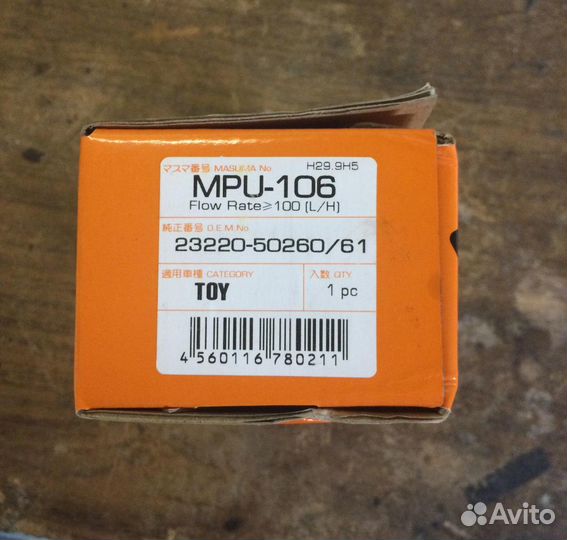 マスマ番号 MASUMA No. H29.9H5
MPU-106
Flow Rate≥100 (L/H)
純正番号 O.E.M.No.
23220-50260/61
適用車種 CATEGORY 入数 QTY.
TOY 1 pc
4 560116 780211
Avito